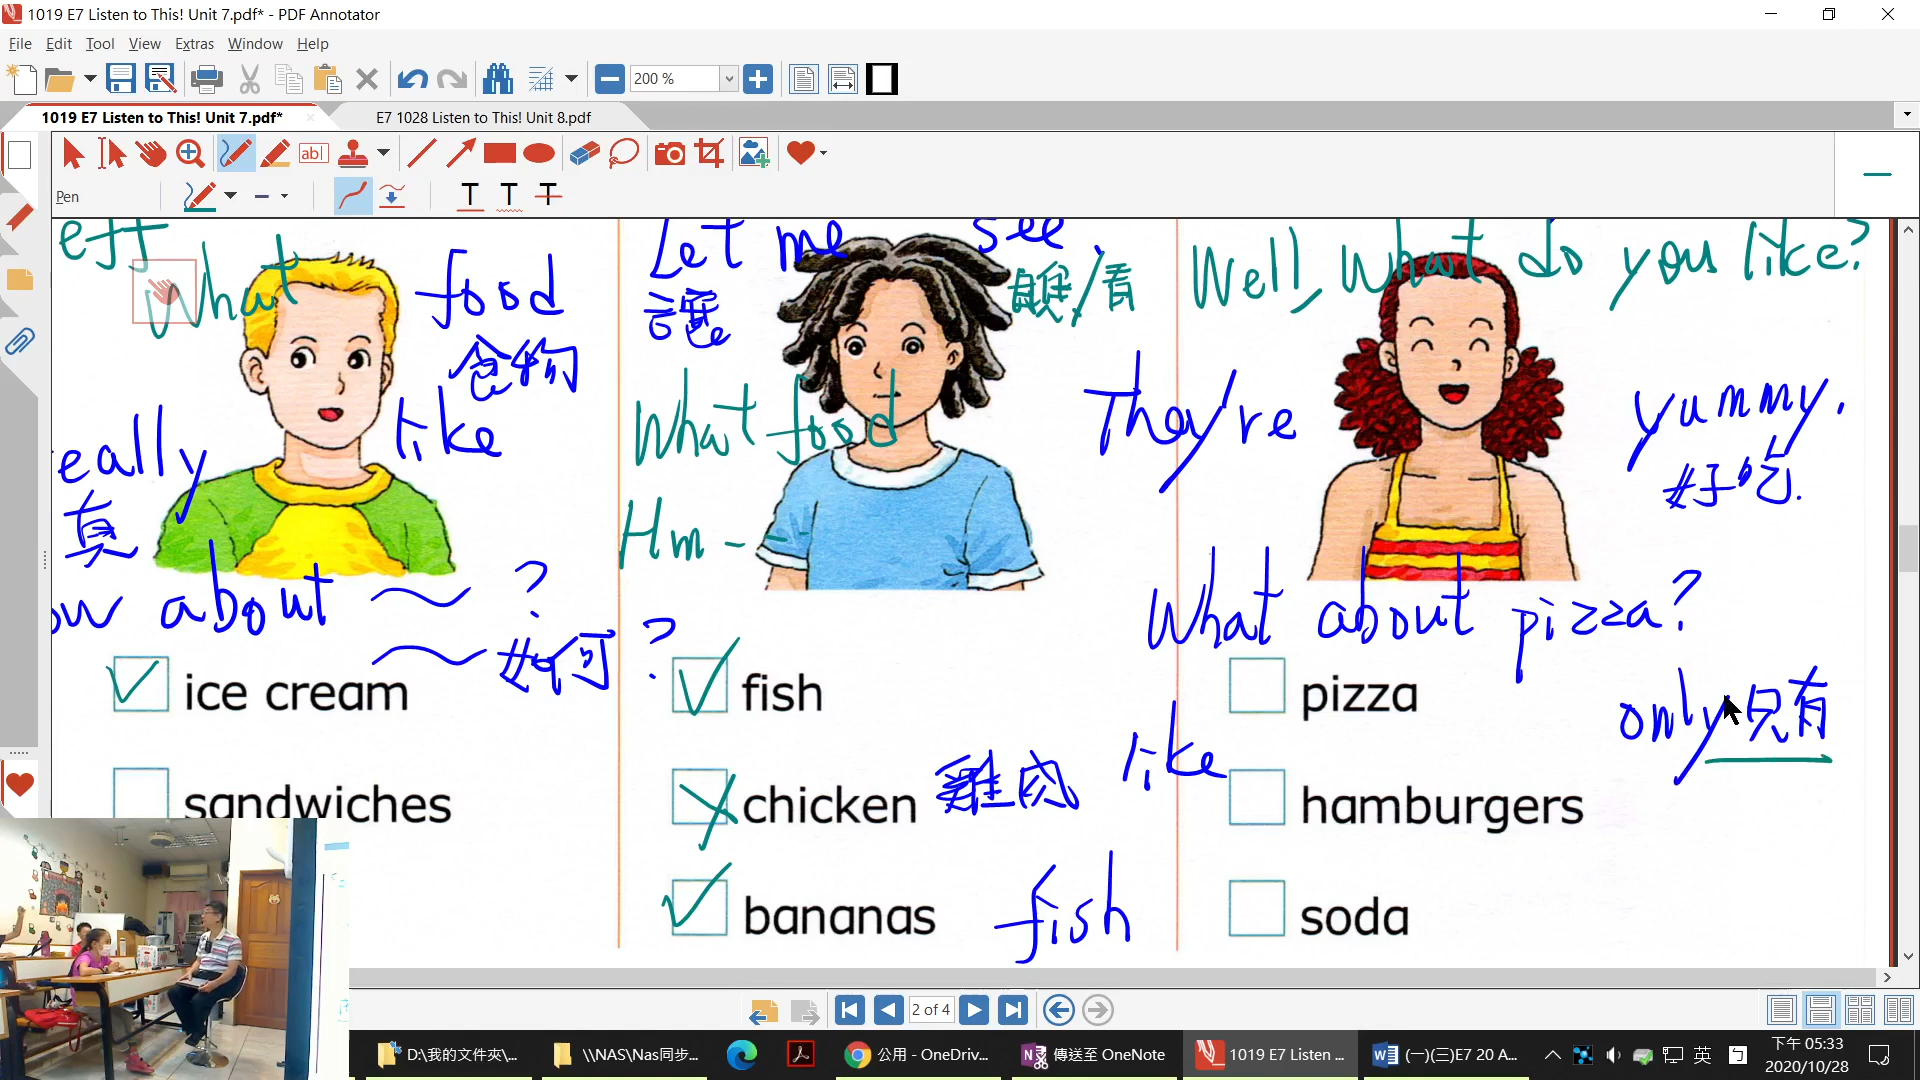 1019 E7 Listen to This! Unit 7.pdf* - PDF Annotator
File Edit Tool View Extras Window Help
200 %
1019 E7 Listen to This! Unit 7.pdf*
E7 1028 Listen to This! Unit 8.pdf
ab
Pen
T T T
eft
What
food
食物
eally
真
like
ow about ～ ?
～如何?
ice cream
sandwiches
Let me see
讓
瞧/看
What food
Hm - - -
fish
chicken 雞肉
bananas
like
fish
Well, What do you like?
They're
yummy.
好吃.
What about pizza?
only 只有
pizza
hamburgers
soda
2 of 4
D:\我的文件夾\...
\\NAS\Nas同步...
公用 - OneDriv...
傳送至 OneNote
1019 E7 Listen ...
(一)(三)E7 20 A...
英
下午 05:33
2020/10/28